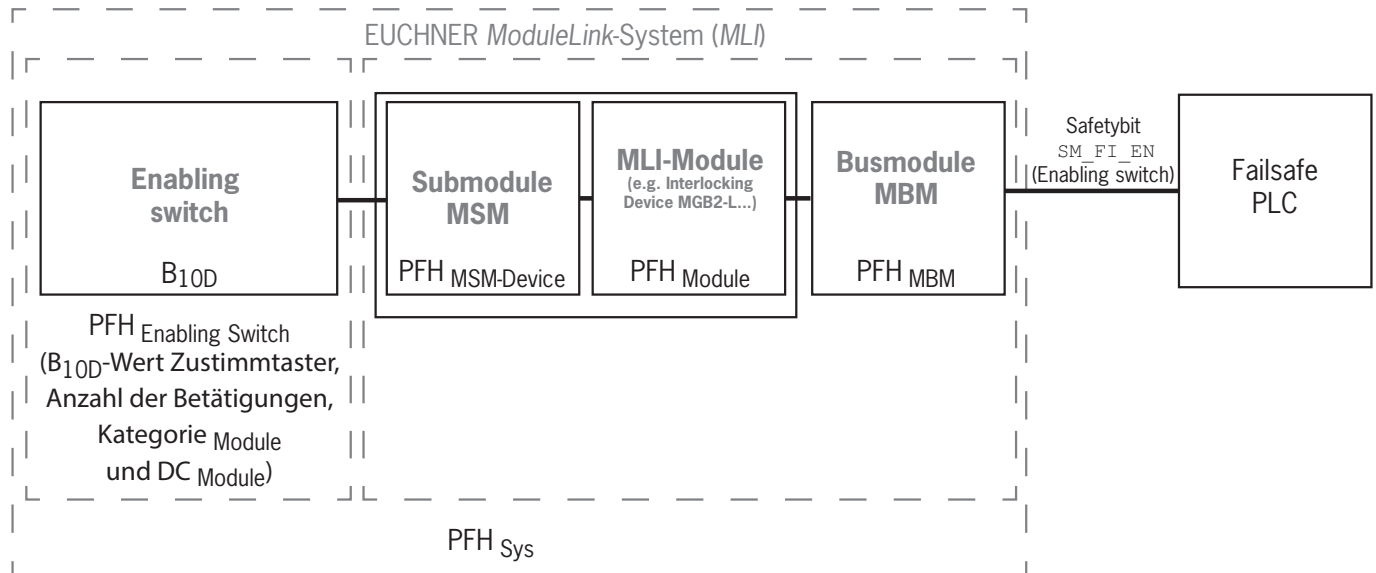 EUCHNER ModuleLink-System (MLI)
Enabling
switch
B10D
Submodule
MSM
PFH MSM-Device
MLI-Module
(e.g. Interlocking
Device MGB2-L...)
PFH Module
Busmodule
MBM
PFH MBM
Safetybit
SM_FI_EN
(Enabling switch)
Failsafe
PLC
PFH Enabling Switch
(B10D-Wert Zustimmtaster,
Anzahl der Betätigungen,
Kategorie Module
und DC Module)
PFH Sys